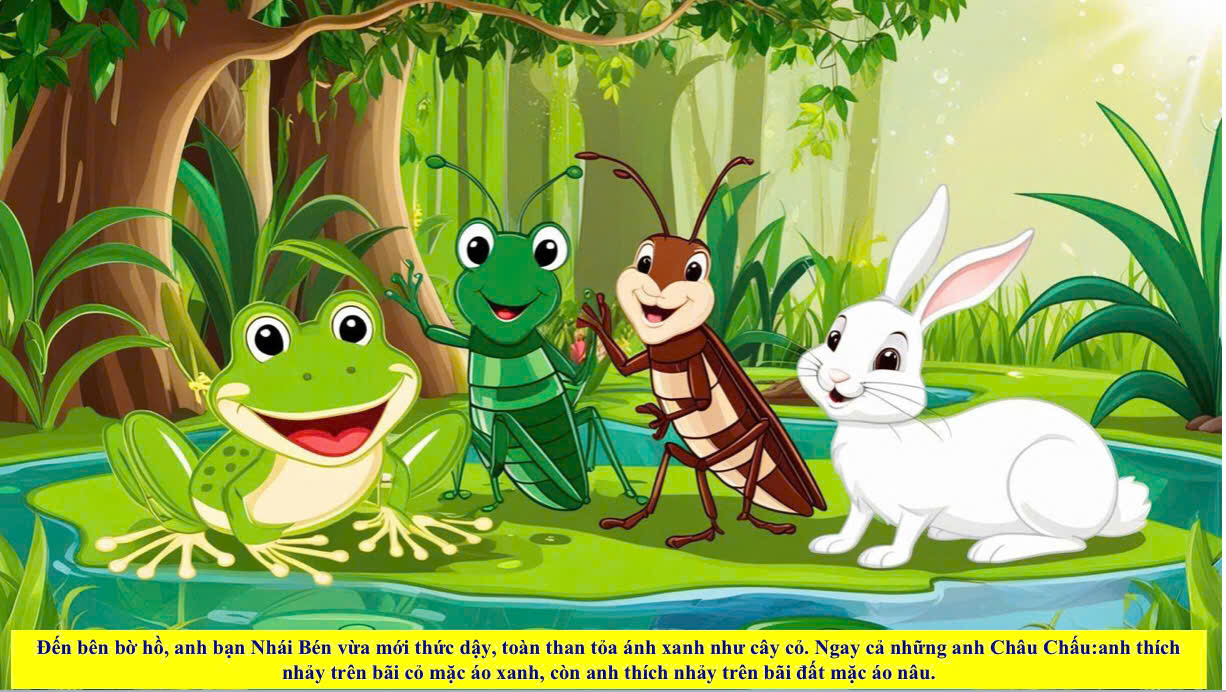 Đến bên bờ hồ, anh bạn Nhái Bén vừa mới thức dậy, toàn than tỏa ánh xanh như cây cỏ. Ngay cả những anh Châu Chấu:anh thích
nhảy trên bãi cỏ mặc áo xanh, còn anh thích nhảy trên bãi đất mặc áo nâu.